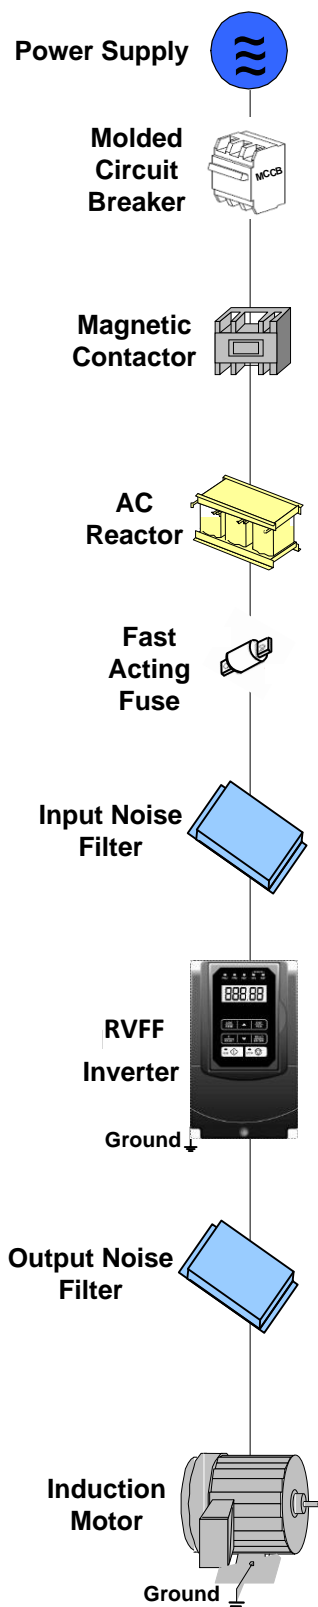 Power Supply
Molded
Circuit
Breaker
MCCB
Magnetic
Contactor
AC
Reactor
Fast
Acting
Fuse
Input Noise
Filter
RVFF
Inverter
Ground
Output Noise
Filter
Induction
Motor
Ground